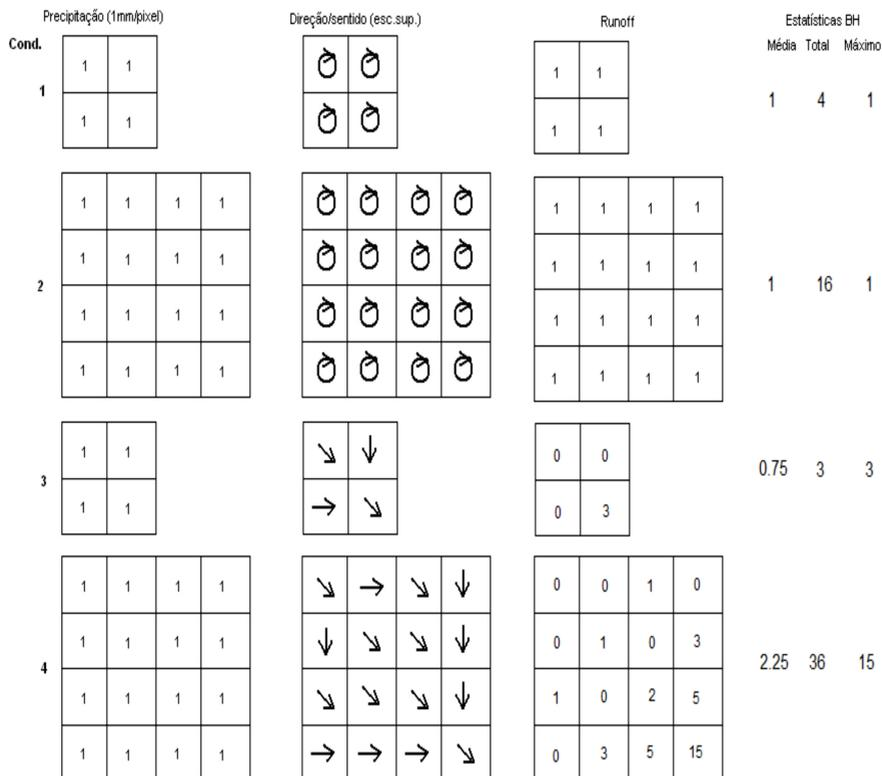 Precipitação (1mm/pixel) Direção/sentido (esc.sup.) Runoff Estatísticas BH
Cond. Média Total Máximo
1 1 1 1 1 4 1
1
1 1 1 1
1 1 1 1 1 1 1 1
1 1 1 1 1 1 1 1
2 1 16 1
1 1 1 1 1 1 1 1
1 1 1 1 1 1 1 1
1 1 0 0
3 0.75 3 3
1 1 0 3
1 1 1 1 0 0 1 0
1 1 1 1 0 1 0 3
4 2.25 36 15
1 1 1 1 1 0 2 5
1 1 1 1 0 3 5 15